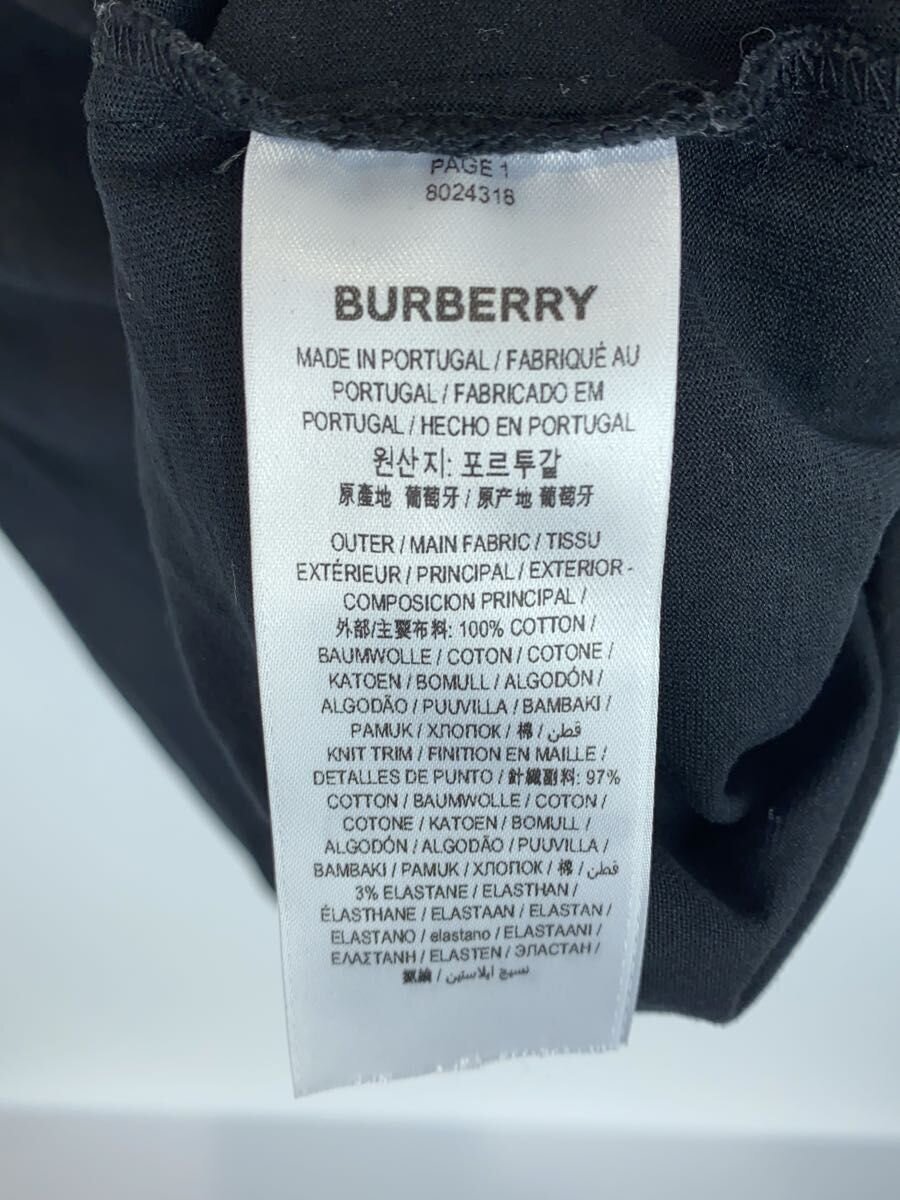 PAGE 1
8024318
BURBERRY
MADE IN PORTUGAL / FABRIQUÉ AU
PORTUGAL / FABRICADO EM
PORTUGAL / HECHO EN PORTUGAL
원산지: 포르투갈
原產地 葡萄牙 / 原产地 葡萄牙
OUTER / MAIN FABRIC / TISSU
EXTÉRIEUR / PRINCIPAL / EXTERIOR -
COMPOSICION PRINCIPAL /
外部/主要布料: 100% COTTON /
BAUMWOLLE / COTON / COTONE /
KATOEN / BOMULL / ALGODÓN /
ALGODÃO / PUUVILLA / BAMBAKI /
PAMUK / ХЛОПОК / 棉 / قطن /
KNIT TRIM / FINITION EN MAILLE /
DETALLES DE PUNTO / 針織副料: 97%
COTTON / BAUMWOLLE / COTON /
COTONE / KATOEN / BOMULL /
ALGODÓN / ALGODÃO / PUUVILLA /
BAMBAKI / PAMUK / ХЛОПОК / 棉 / قطن /
3% ELASTANE / ELASTHAN /
ÉLASTHANE / ELASTAAN / ELASTAN /
ELASTANO / elastano / ELASTAANI /
ΕΛΑΣΤΑΝΗ / ELASTEN / ЭЛАСТАН /
氨綸 / نسيج ايلاستين /